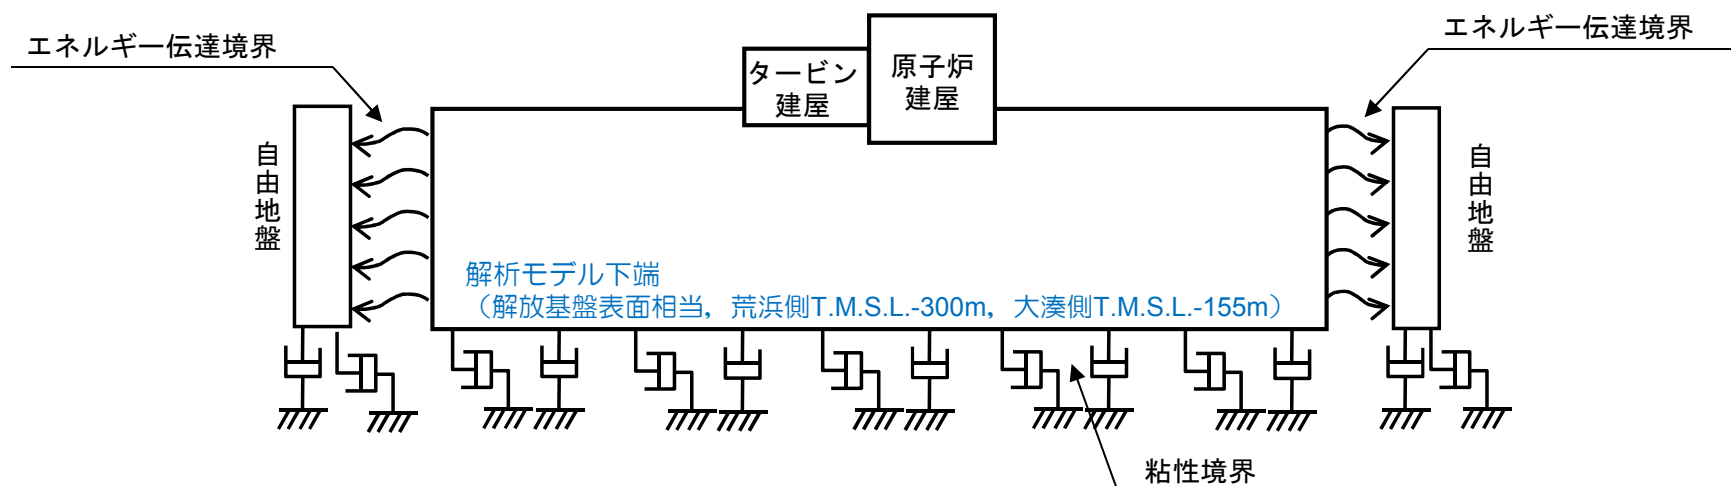 エネルギー伝達境界
エネルギー伝達境界
タービン
建屋
原子炉
建屋
自由地盤
自由地盤
解析モデル下端
（解放基盤表面相当，荒浜側T.M.S.L.-300m，大湊側T.M.S.L.-155m）
粘性境界